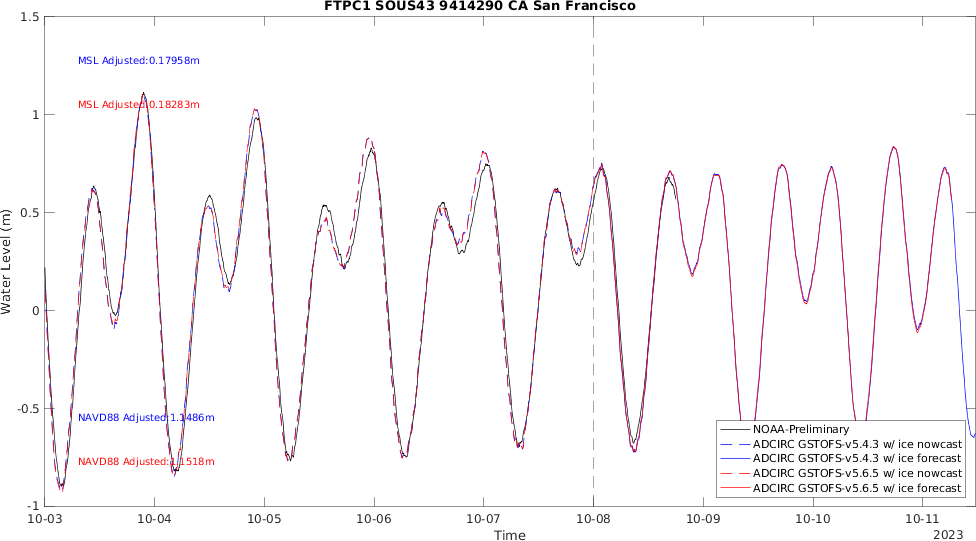 FTPC1 SOUS43 9414290 CA San Francisco
1.5
MSL Adjusted:0.17958m
MSL Adjusted:0.18283m
1
0.5
Water Level (m)
0
-0.5
NAVD88 Adjusted:1.1486m
NAVD88 Adjusted:1.1518m
-1
NOAA-Preliminary
ADCIRC GSTOFS-v5.4.3 w/ ice nowcast
ADCIRC GSTOFS-v5.4.3 w/ ice forecast
ADCIRC GSTOFS-v5.6.5 w/ ice nowcast
ADCIRC GSTOFS-v5.6.5 w/ ice forecast
10-03 10-04 10-05 10-06 10-07 10-08 10-09 10-10 10-11
Time
2023